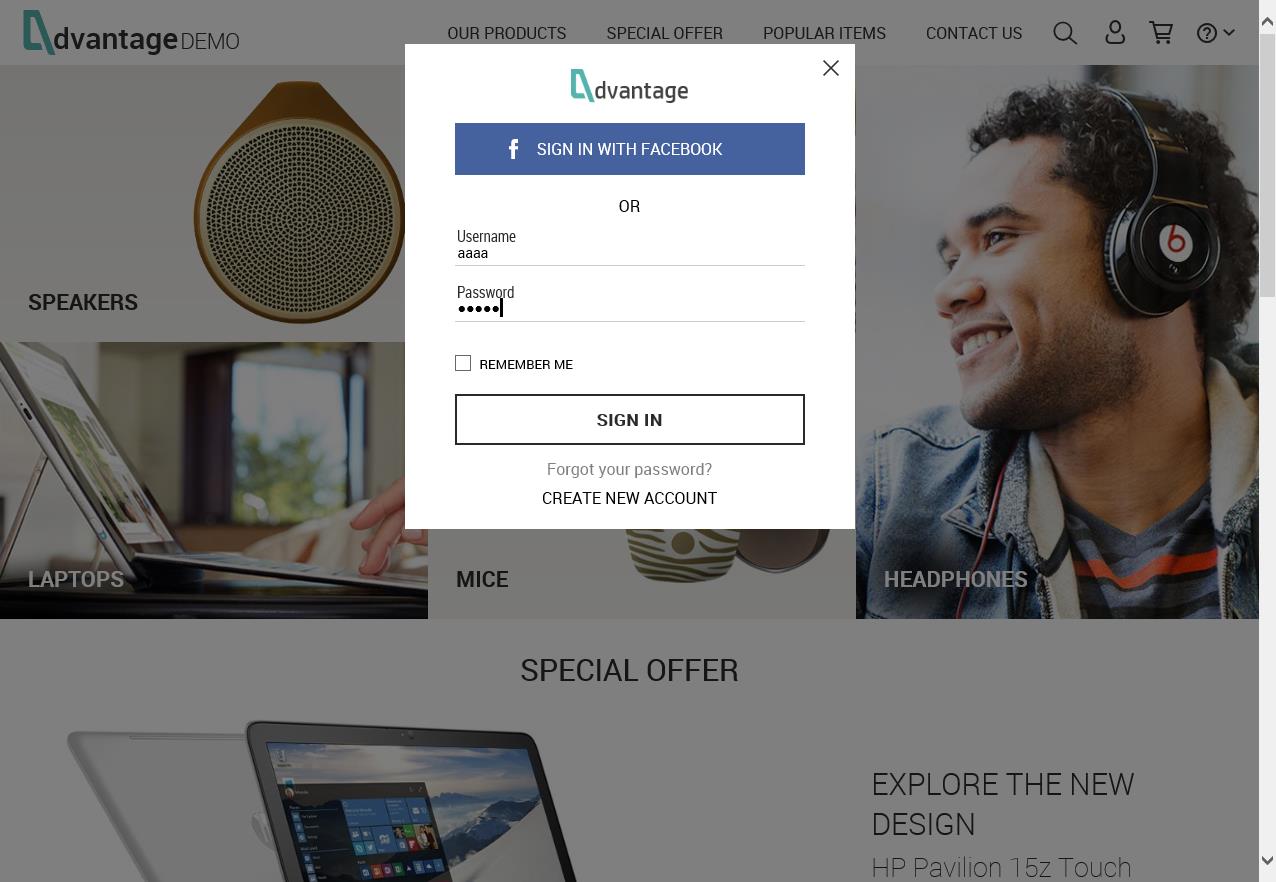 dvantage DEMO
OUR PRODUCTS SPECIAL OFFER POPULAR ITEMS CONTACT US
dvantage
SIGN IN WITH FACEBOOK
OR
Username
aaaa
Password
•••••
REMEMBER ME
SIGN IN
Forgot your password?
CREATE NEW ACCOUNT
SPEAKERS
LAPTOPS
MICE
HEADPHONES
SPECIAL OFFER
EXPLORE THE NEW
DESIGN
HP Pavilion 15z Touch